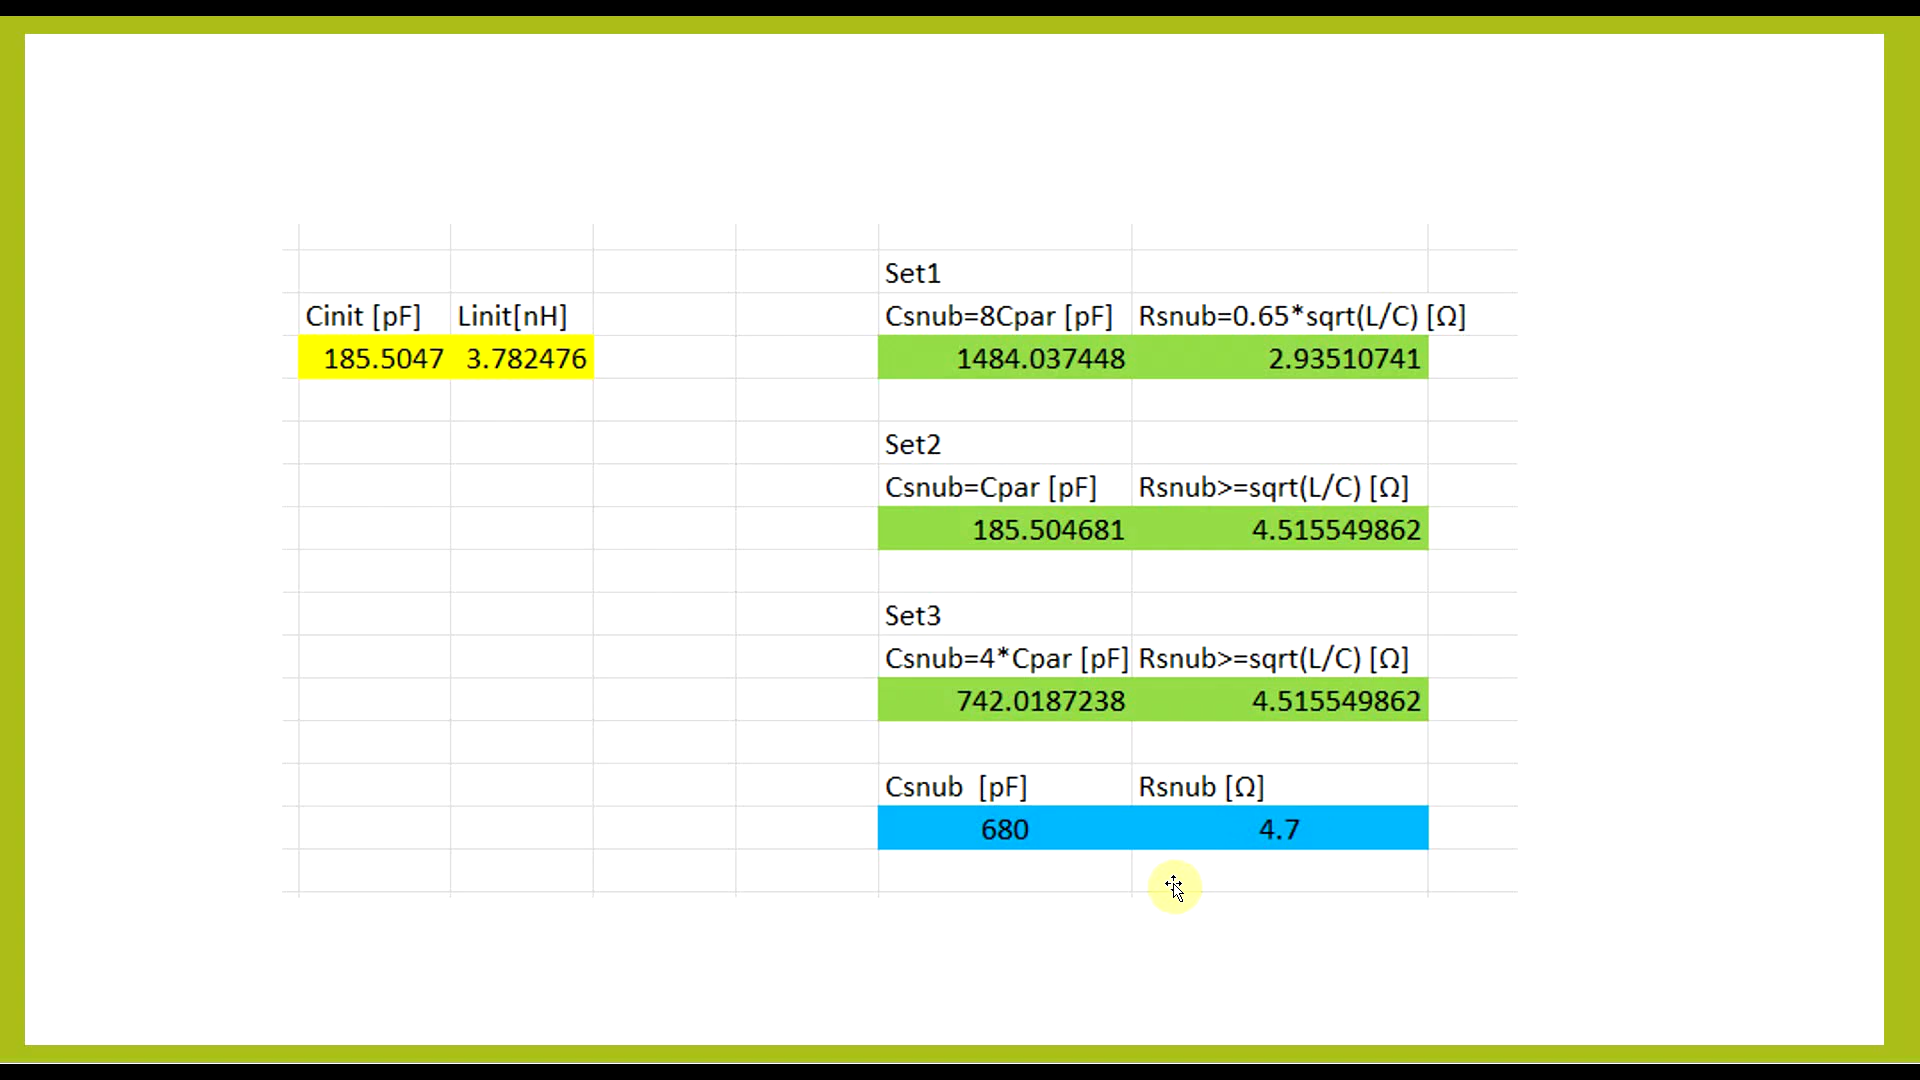 Set1
Cinit [pF] Linit[nH] Csnub=8Cpar [pF] Rsnub=0.65*sqrt(L/C) [Ω]
185.5047 3.782476 1484.037448 2.93510741
Set2
Csnub=Cpar [pF] Rsnub>=sqrt(L/C) [Ω]
185.504681 4.515549862
Set3
Csnub=4*Cpar [pF] Rsnub>=sqrt(L/C) [Ω]
742.0187238 4.515549862
Csnub [pF] Rsnub [Ω]
680 4.7